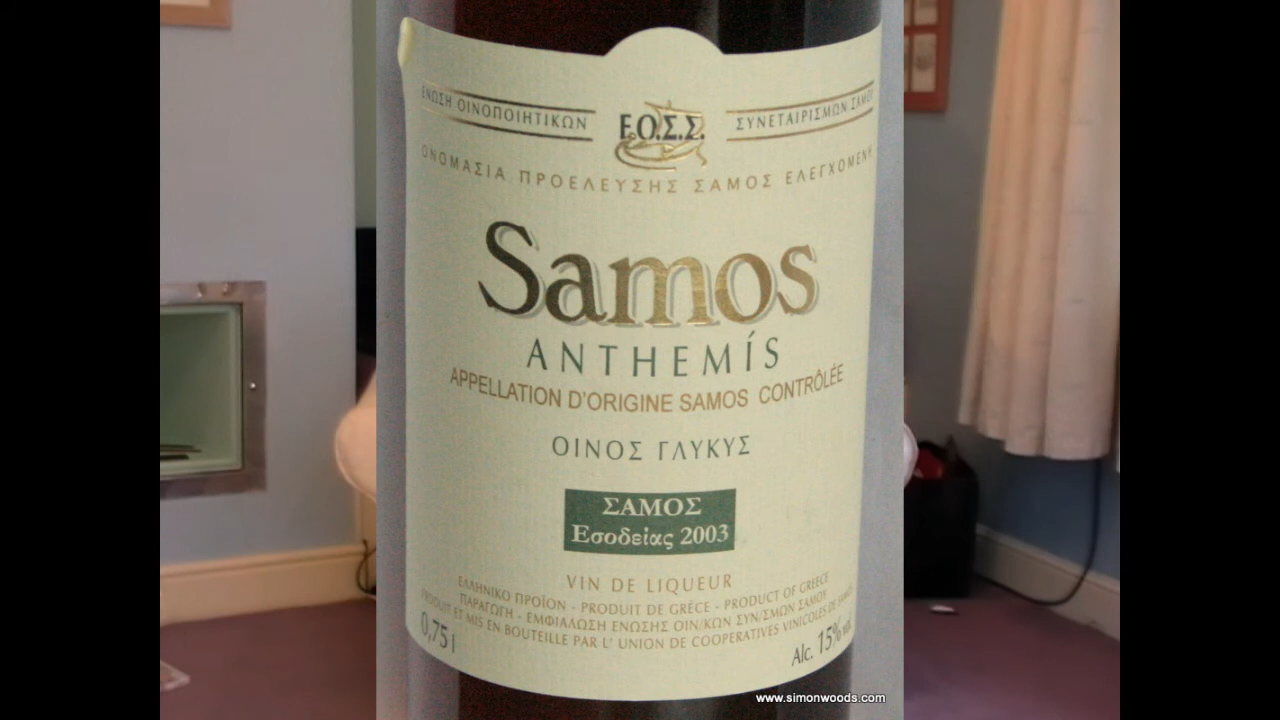 ΕΝΩΣΗ ΟΙΝΟΠΟΙΗΤΙΚΩΝ Ε.Ο.Σ.Σ. ΣΥΝΕΤΑΙΡΙΣΜΩΝ ΣΑΜΟΥ
ΟΝΟΜΑΣΙΑ ΠΡΟΕΛΕΥΣΗΣ ΣΑΜΟΣ ΕΛΕΓΧΟΜΕΝΗ
Samos
ANTHEMÍS
APPELLATION D'ORIGINE SAMOS CONTRÔLÉE
ΟΙΝΟΣ ΓΛΥΚΥΣ
ΣΑΜΟΣ
Εσοδείας 2003
VIN DE LIQUEUR
ΕΛΛΗΝΙΚΟ ΠΡΟΪΟΝ - PRODUIT DE GRÉCE - PRODUCT OF GREECE
ΠΑΡΑΓΩΓΗ - ΕΜΦΙΑΛΩΣΗ ΕΝΩΣΗΣ ΟΙΝ/ΚΩΝ ΣΥΝ/ΣΜΩΝ ΣΑΜΟΥ
PRODUIT ET MIS EN BOUTEILLE PAR L' UNION DE COOPERATIVES VINICOLES DE SAMOS
0,75 l
Alc. 15% vol.
www.simonwoods.com